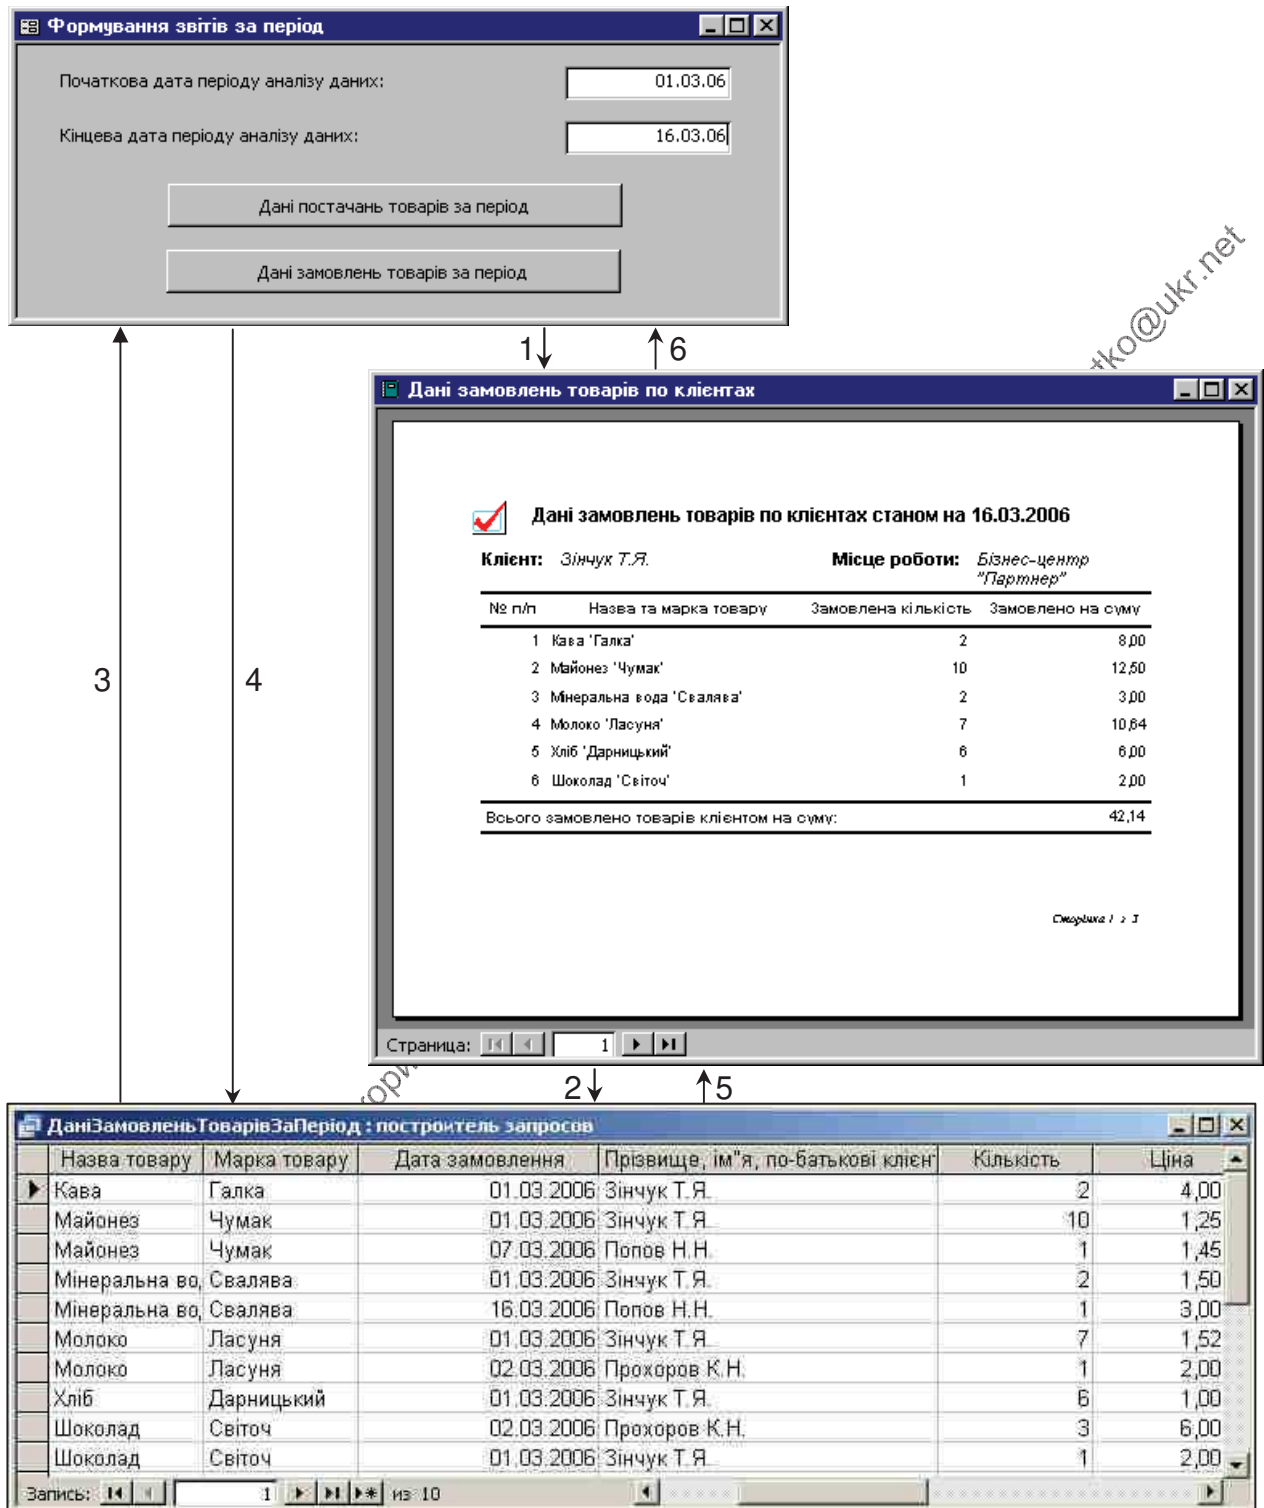 Формування звітів за період
Початкова дата періоду аналізу даних: 01.03.06
Кінцева дата періоду аналізу даних: 16.03.06
Дані постачань товарів за період
Дані замовлень товарів за період
tko@ukr.net
1 6
Дані замовлень товарів по клієнтах
3 4
Дані замовлень товарів по клієнтах станом на 16.03.2006
Клієнт: Зінчук Т.Я. Місце роботи: Бізнес-центр
"Партнер"
№ п/п Назва та марка товару Замовлена кількість Замовлено на суму
1 Кава 'Галка' 2 8,00
2 Майонез 'Чумак' 10 12,50
3 Мінеральна вода 'Свалява' 2 3,00
4 Молоко 'Ласуня' 7 10,64
5 Хліб 'Дарницький' 6 6,00
6 Шоколад 'Світоч' 1 2,00
Всього замовлено товарів клієнтом на суму: 42,14
Сторінка 1 з 3
Страница: 1
2 5
ДаніЗамовленьТоварівЗаПеріод : построитель запросов
Назва товару Марка товару Дата замовлення Прізвище, ім"я, по-батькові клієн Кількість Ціна
Кава Галка 01.03.2006 Зінчук Т.Я. 2 4,00
Майонез Чумак 01.03.2006 Зінчук Т.Я. 10 1,25
Майонез Чумак 07.03.2006 Попов Н.Н. 1 1,45
Мінеральна во, Свалява 01.03.2006 Зінчук Т.Я. 2 1,50
Мінеральна во, Свалява 16.03.2006 Попов Н.Н. 1 3,00
Молоко Ласуня 01.03.2006 Зінчук Т.Я. 7 1,52
Молоко Ласуня 02.03.2006 Прохоров К.Н. 1 2,00
Хліб Дарницький 01.03.2006 Зінчук Т.Я. 6 1,00
Шоколад Світоч 02.03.2006 Прохоров К.Н. 3 6,00
Шоколад Світоч 01.03.2006 Зінчук Т.Я. 1 2,00
Запись: 1 из 10